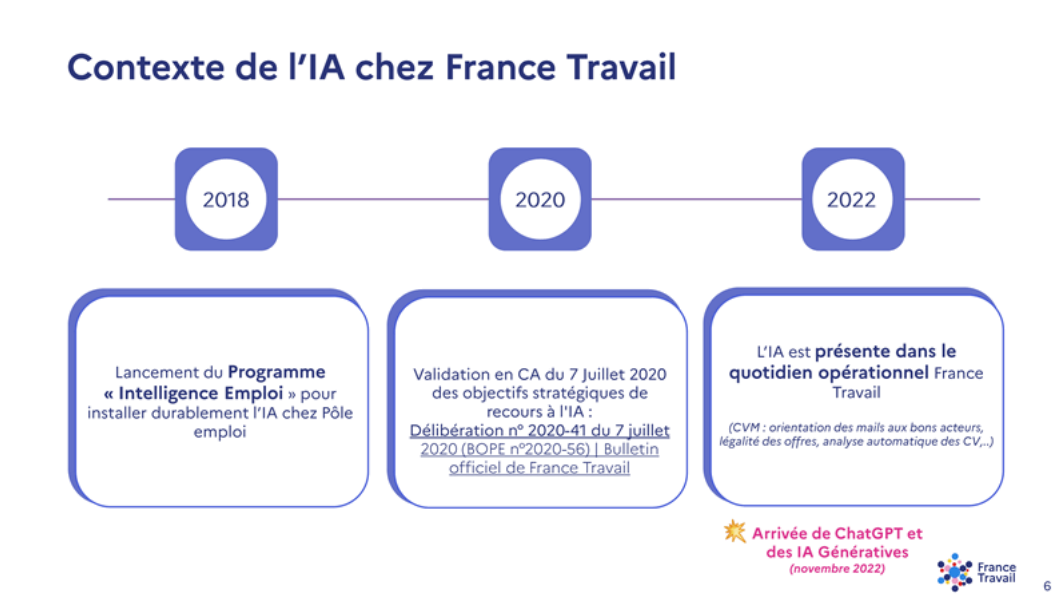 Contexte de l’IA chez France Travail
2018
2020
2022
Lancement du Programme
« Intelligence Emploi » pour
installer durablement l’IA chez Pôle
emploi
Validation en CA du 7 Juillet 2020
des objectifs stratégiques de
recours à l'IA :
Délibération n° 2020-41 du 7 juillet
2020 (BOPE n°2020-56) | Bulletin
officiel de France Travail
L’IA est présente dans le
quotidien opérationnel France
Travail
(CVM : orientation des mails aux bons acteurs,
légalité des offres, analyse automatique des CV,..)
Arrivée de ChatGPT et
des IA Génératives
(novembre 2022)
France
Travail
6